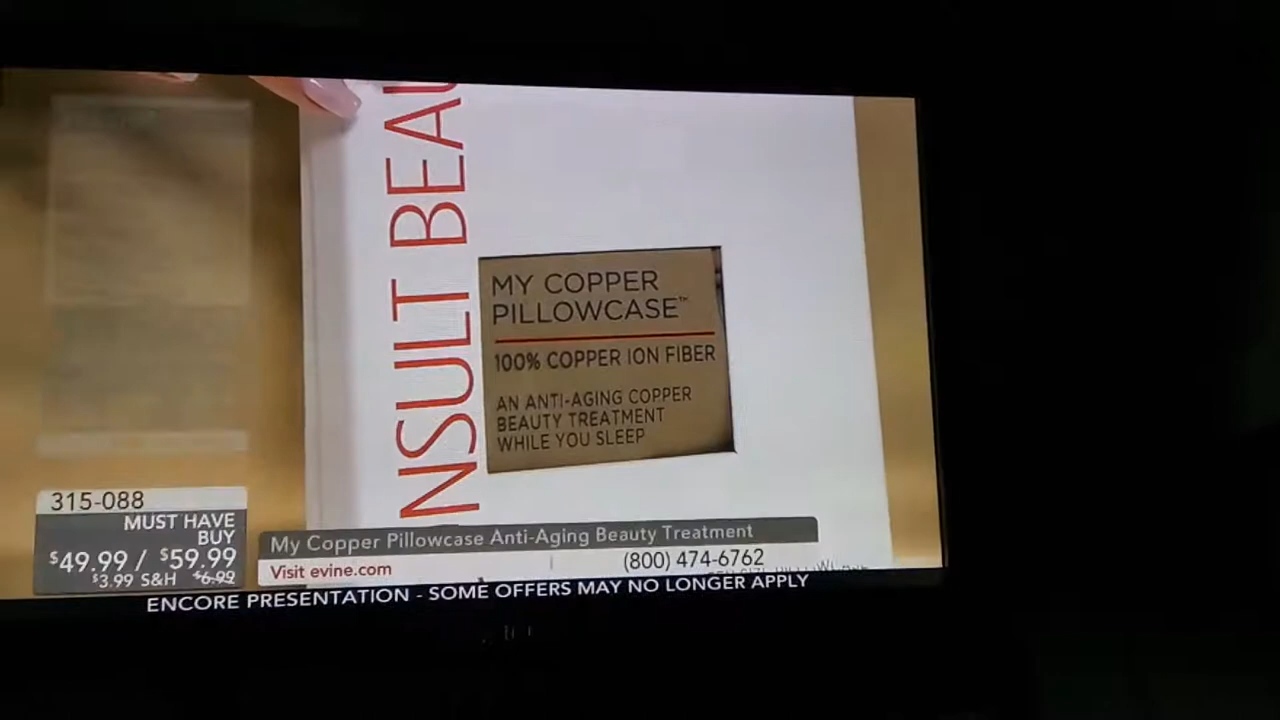 NSULT BEAU
MY COPPER
PILLOWCASE™
100% COPPER ION FIBER
AN ANTI-AGING COPPER
BEAUTY TREATMENT
WHILE YOU SLEEP
315-088
MUST HAVE
BUY
$49.99 / $59.99
$3.99 S&H $6.99
My Copper Pillowcase Anti-Aging Beauty Treatment
Visit evine.com
(800) 474-6762
ENCORE PRESENTATION - SOME OFFERS MAY NO LONGER APPLY